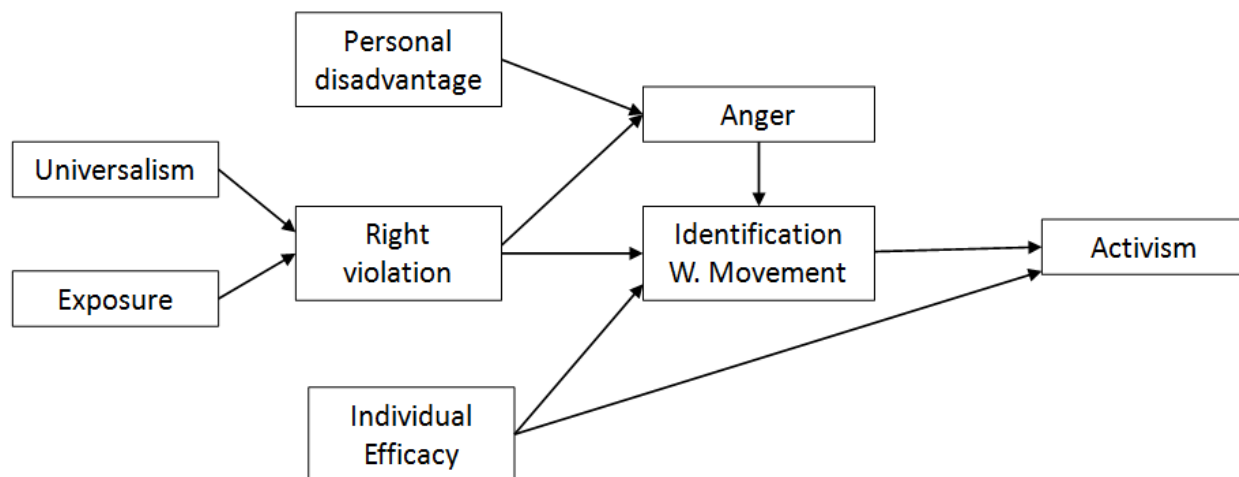 Personal
disadvantage
Anger
Universalism
Right
violation
Identification
W. Movement
Activism
Exposure
Individual
Efficacy